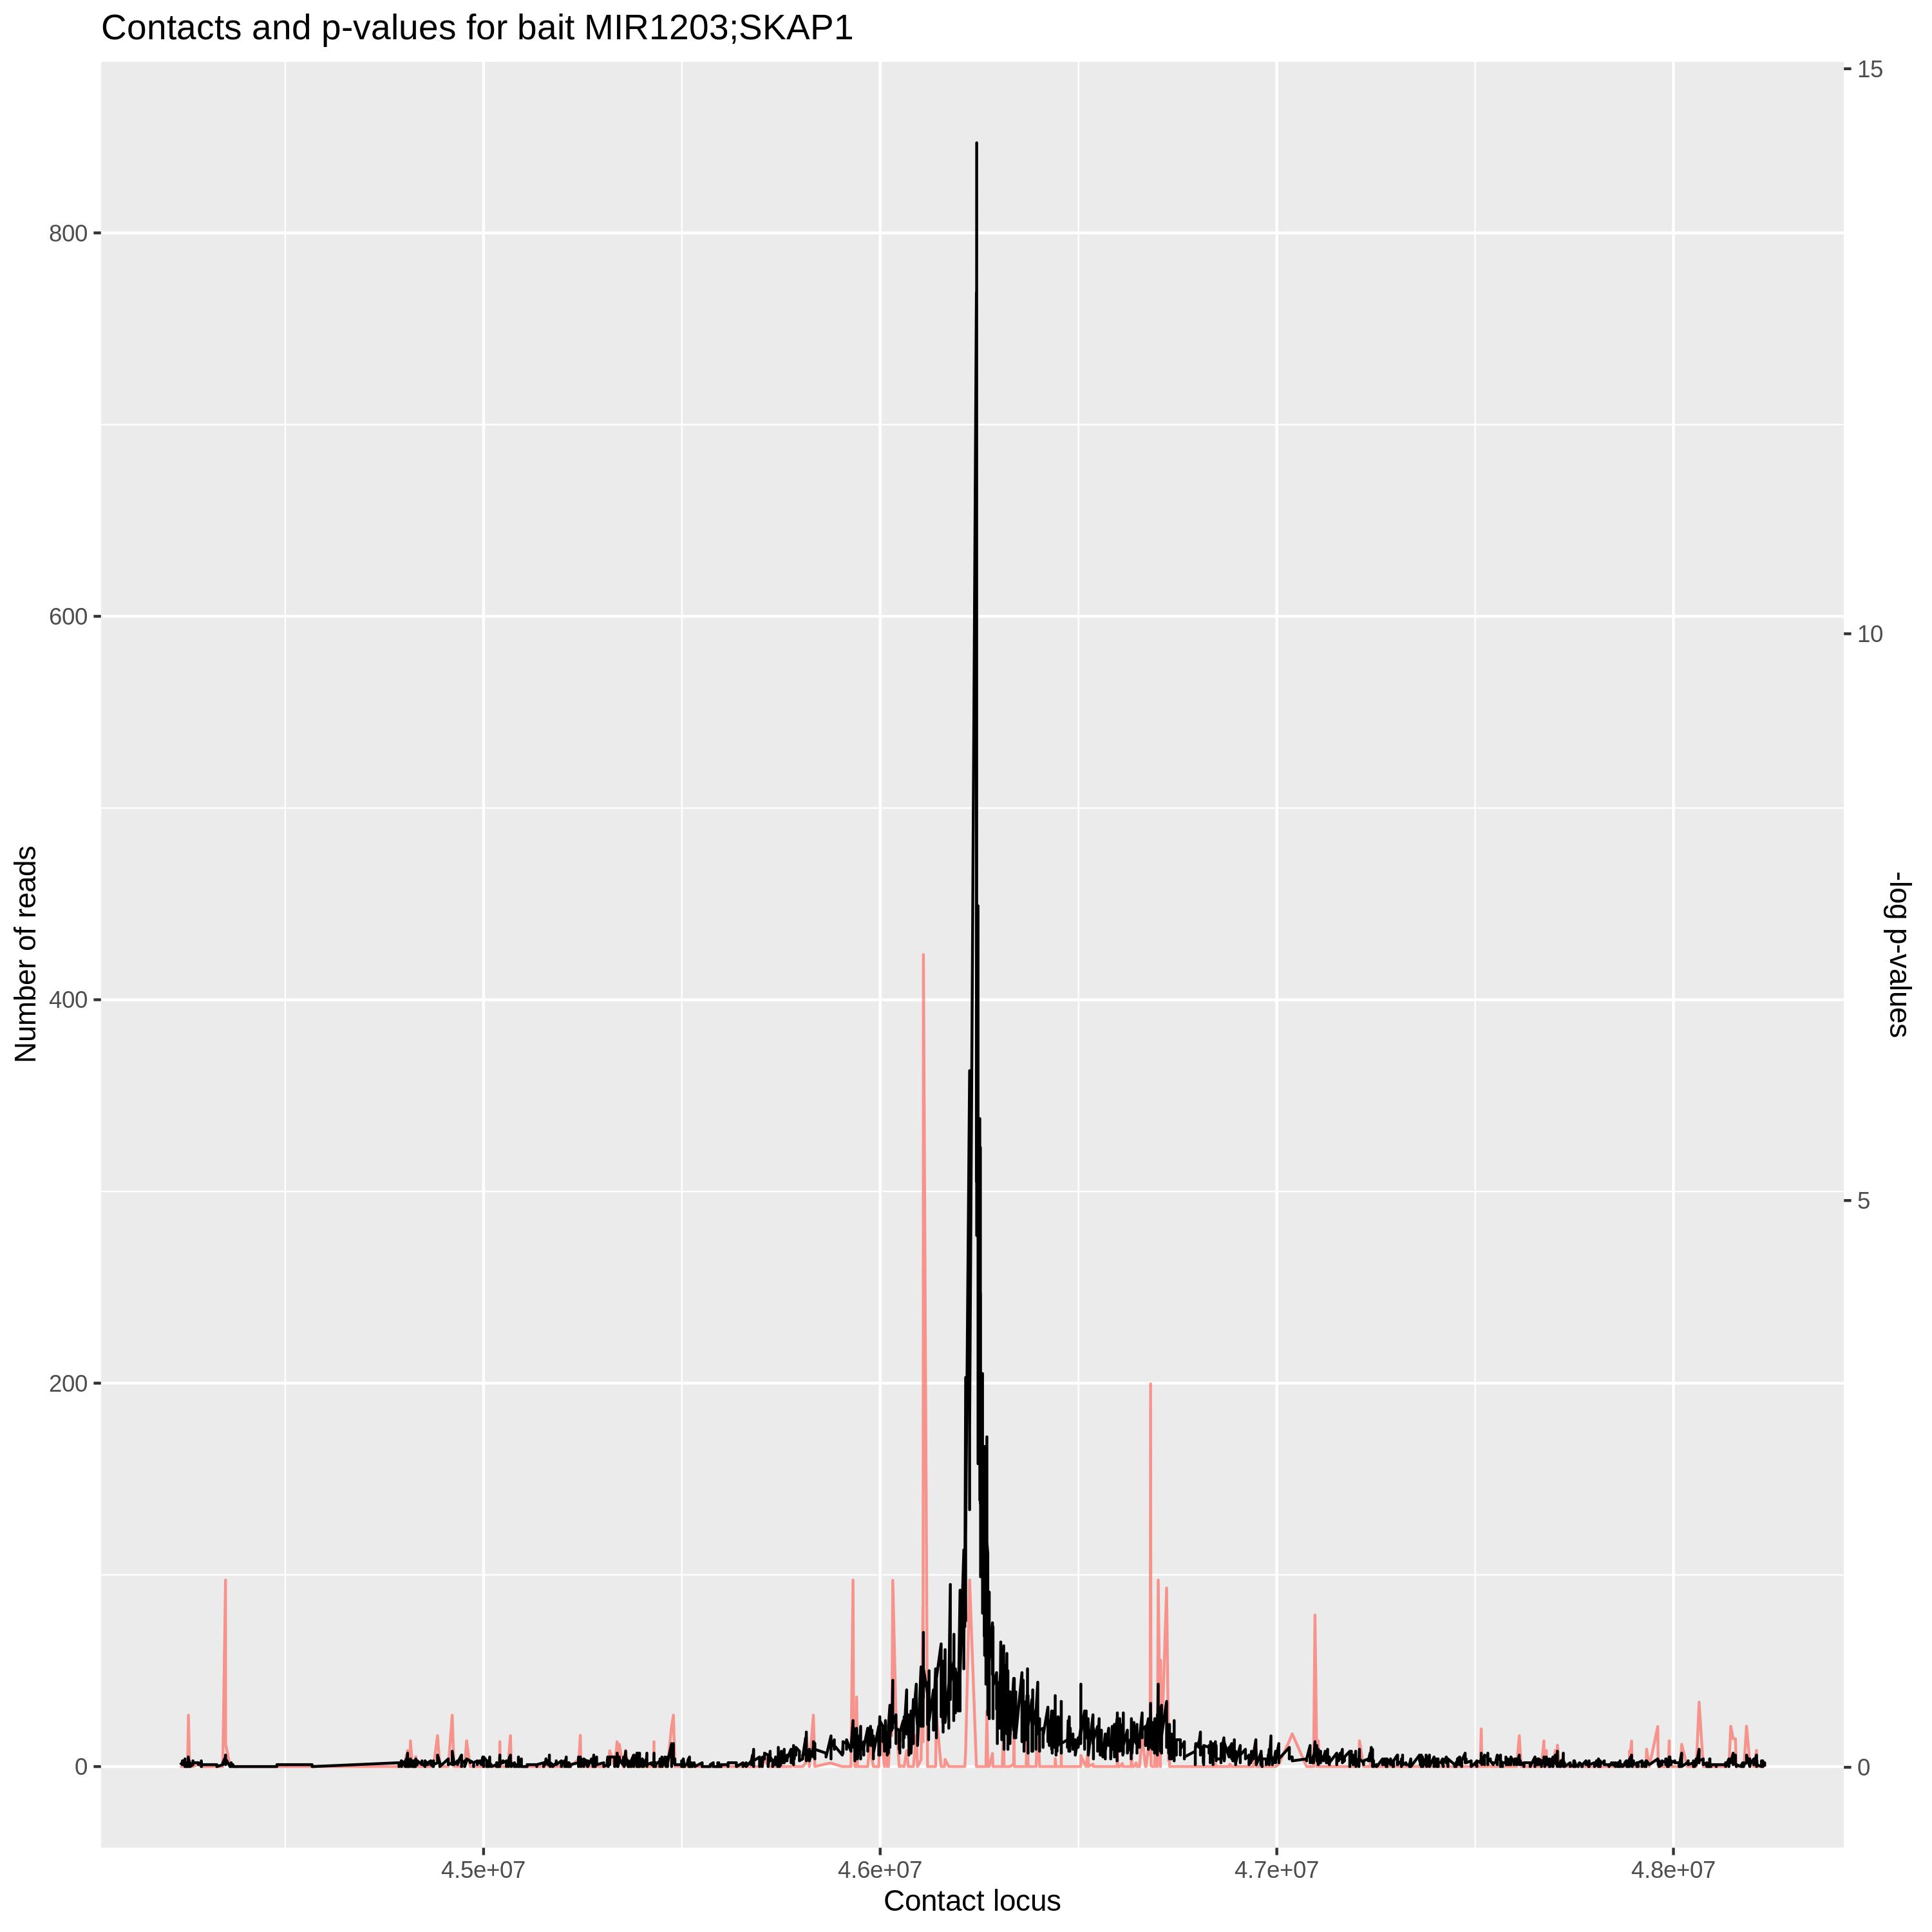 Contacts and p-values for bait MIR1203;SKAP1
15
800
10
600
Number of reads
-log p-values
400
5
200
0
0
4.5e+07
4.6e+07
4.7e+07
4.8e+07
Contact locus